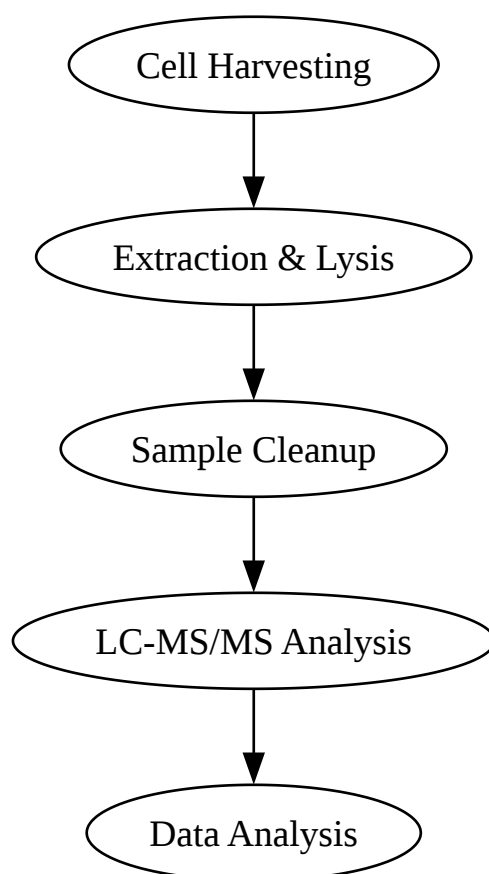 Cell Harvesting
Extraction & Lysis
Sample Cleanup
LC-MS/MS Analysis
Data Analysis